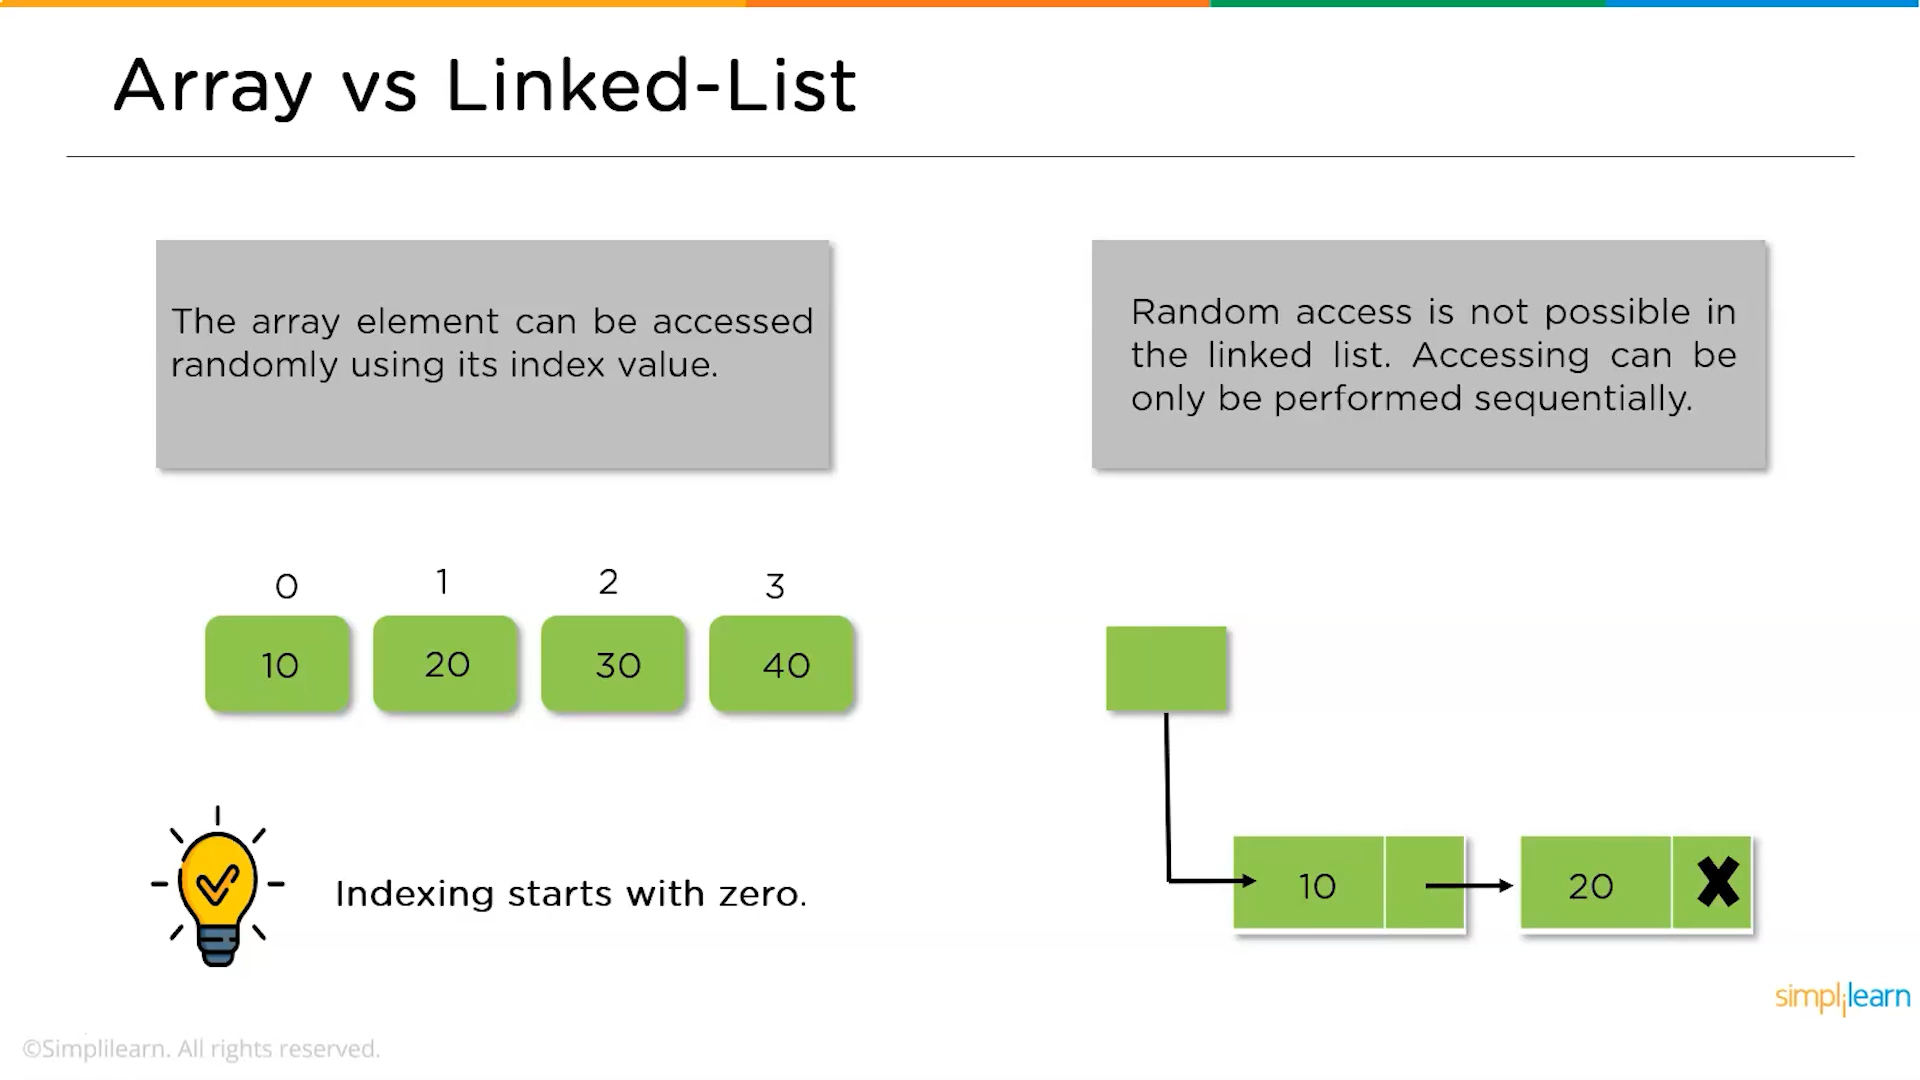 Array vs Linked-List
The array element can be accessed
randomly using its index value.
Random access is not possible in
the linked list. Accessing can be
only be performed sequentially.
0 1 2 3
10 20 30 40
Indexing starts with zero.
10 20 X
simplilearn
©Simplilearn. All rights reserved.